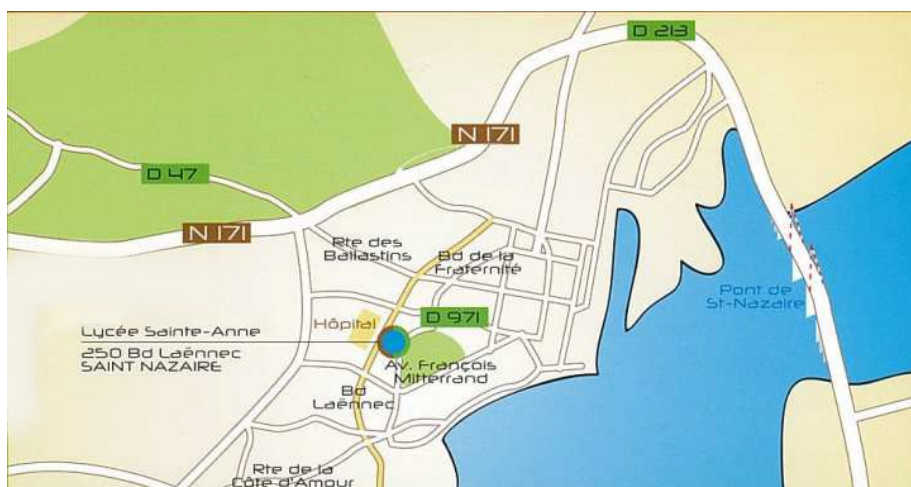 D 213
N 171
D 47
N 171
Rte des
Ballastins
Bd de la
Fraternité
Pont de
St-Nazaire
Hôpital
D 971
Lycée Sainte-Anne
250 Bd Laënnec
SAINT NAZAIRE
Av. François
Mitterrand
Bd
Laënnec
Rte de la
Côte d'Amour